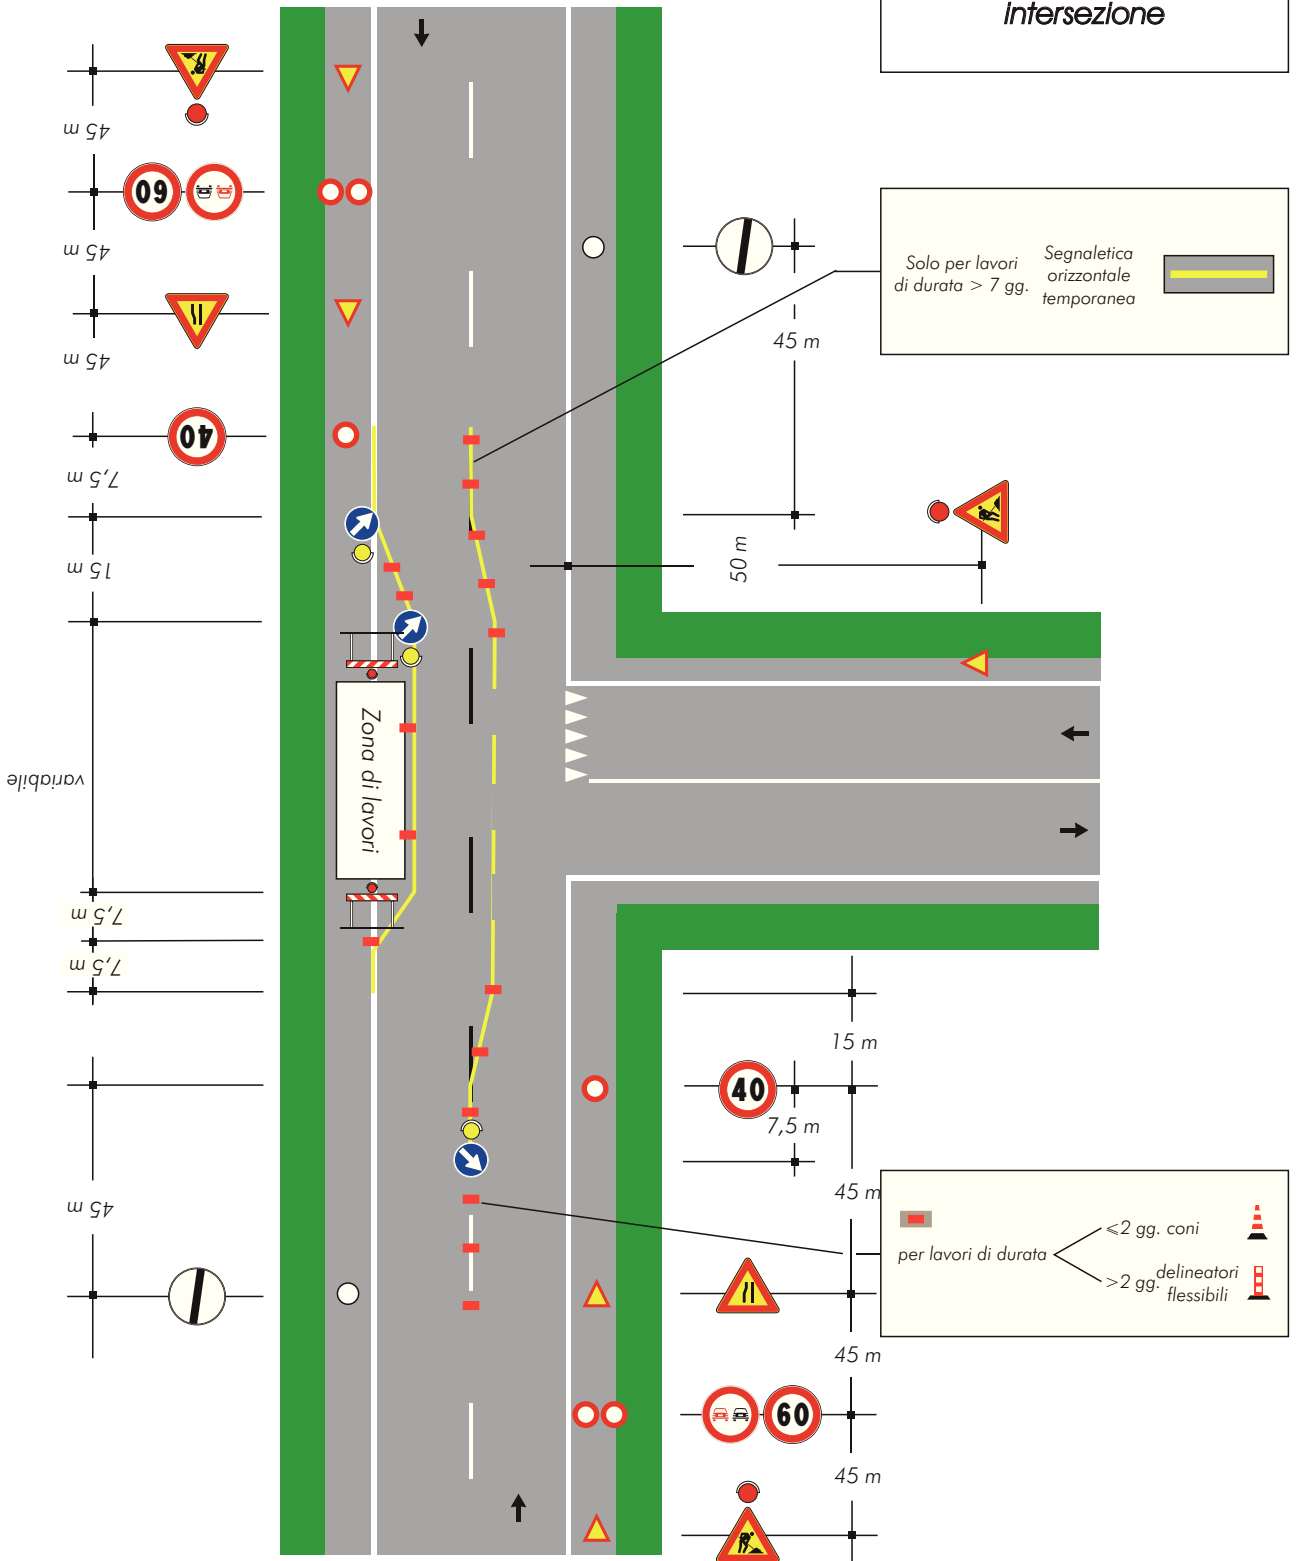 intersezione
45 m
60
45 m
45 m
40
7,5 m
15 m
variabile
7,5 m
7,5 m
45 m
Zona di lavori
45 m
50 m
Solo per lavori
di durata > 7 gg.
Segnaletica
orizzontale
temporanea
15 m
40
7,5 m
45 m
per lavori di durata
⩽2 gg. coni
>2 gg. delineatori
flessibili
45 m
60
45 m